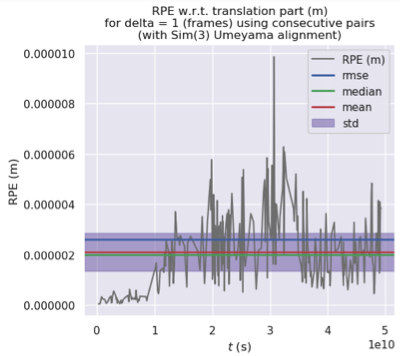 RPE w.r.t. translation part (m)
for delta = 1 (frames) using consecutive pairs
(with Sim(3) Umeyama alignment)
RPE (m)
0.000010
0.000008
0.000006
0.000004
0.000002
0.000000
RPE (m)
rmse
median
mean
std
0 1 2 3 4 5
1e10
t (s)